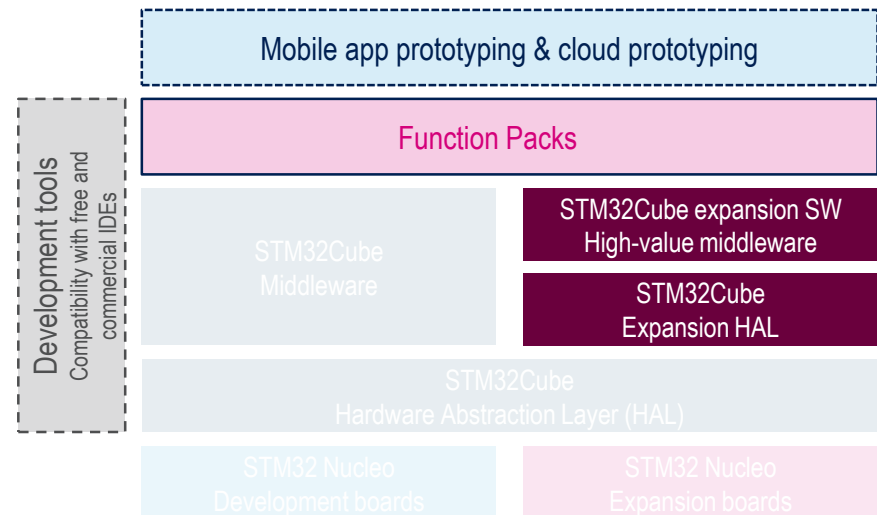 Mobile app prototyping & cloud prototyping
Development tools
Compatibility with free and
commercial IDEs
Function Packs
STM32Cube
Middleware
STM32Cube expansion SW
High-value middleware
STM32Cube
Expansion HAL
STM32Cube
Hardware Abstraction Layer (HAL)
STM32 Nucleo
Development boards
STM32 Nucleo
Expansion boards